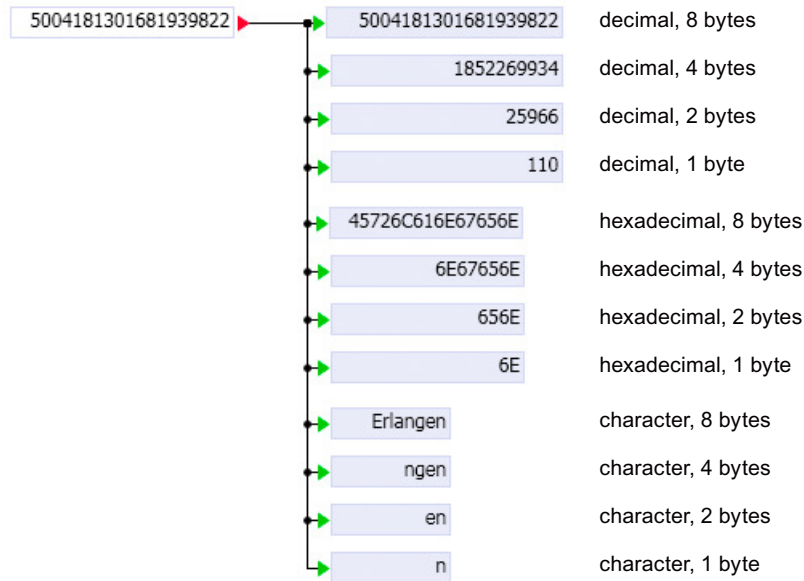 5004181301681939822 5004181301681939822 decimal, 8 bytes
1852269934 decimal, 4 bytes
25966 decimal, 2 bytes
110 decimal, 1 byte
45726C616E67656E hexadecimal, 8 bytes
6E67656E hexadecimal, 4 bytes
656E hexadecimal, 2 bytes
6E hexadecimal, 1 byte
Erlangen character, 8 bytes
ngen character, 4 bytes
en character, 2 bytes
n character, 1 byte